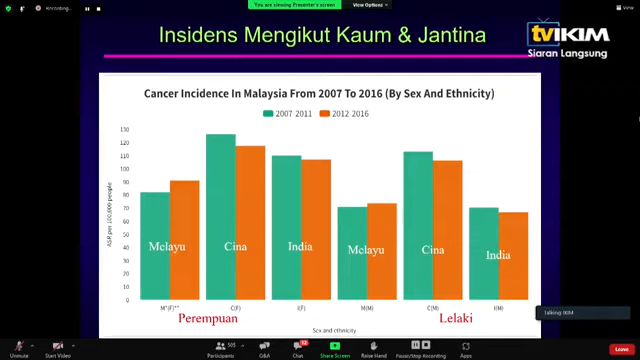 Recording...
You are viewing Presenter's screen
View Options
View
Insidens Mengikut Kaum & Jantina
tvIKIM
Siaran Langsung
Cancer Incidence In Malaysia From 2007 To 2016 (By Sex And Ethnicity)
2007-2011
2012-2016
ASR per 100,000 people
130
120
110
100
90
80
70
60
50
40
30
20
10
0
Melayu
Cina
India
Melayu
Cina
India
M*(F)**
C(F)
I(F)
M(M)
C(M)
I(M)
Perempuan
Lelaki
Sex and ethnicity
Talking: IKIM
Unmute
Start Video
Participants
Q&A
Chat
Share Screen
Raise Hand
Pause/Stop Recording
Reactions
Apps
Leave